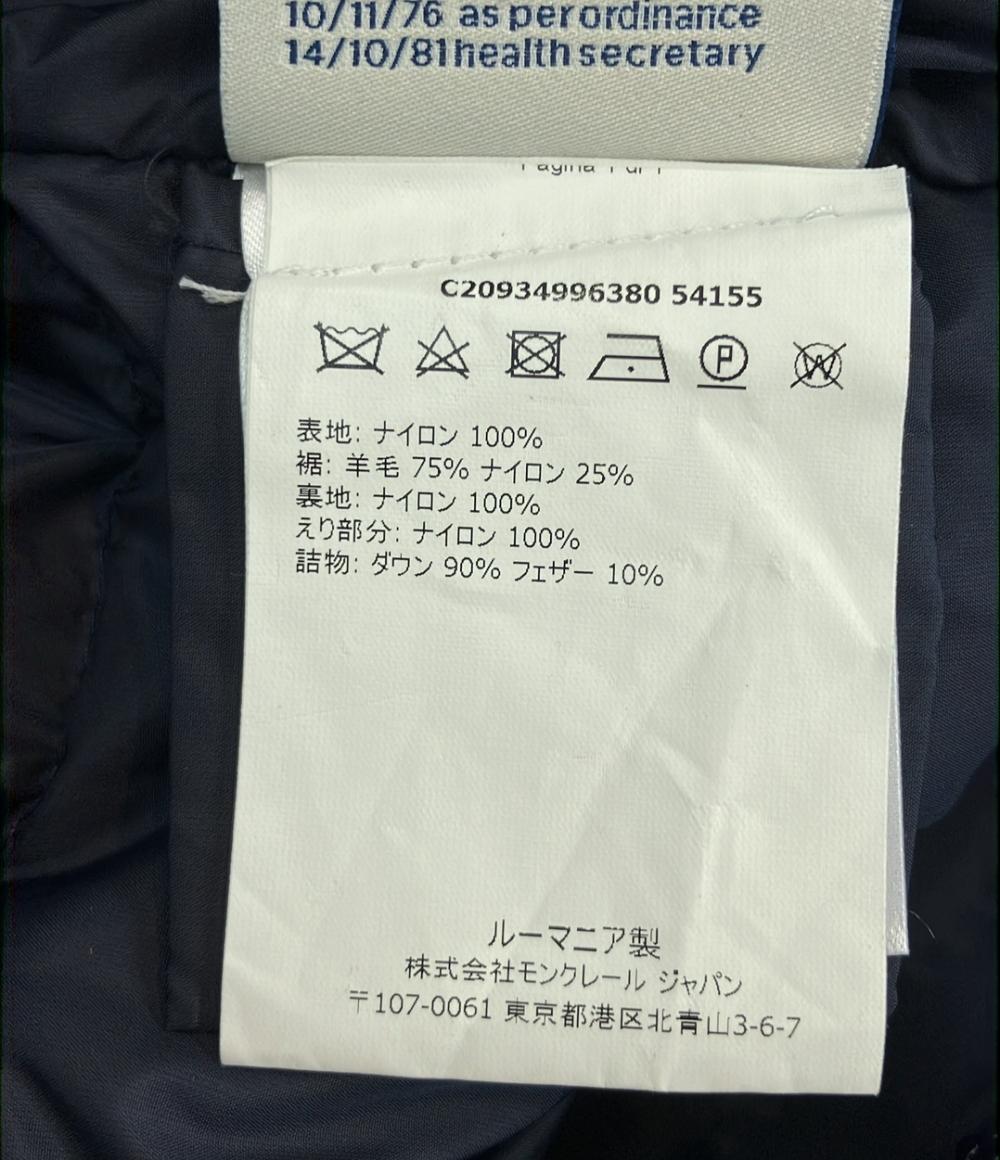 10/11/76 as per ordinance
14/10/81 health secretary
C20934996380 54155
表地: ナイロン 100%
裾: 羊毛 75% ナイロン 25%
裏地: ナイロン 100%
えり部分: ナイロン 100%
詰物: ダウン 90% フェザー 10%
ルーマニア製
株式会社モンクレール ジャパン
〒107-0061 東京都港区北青山3-6-7